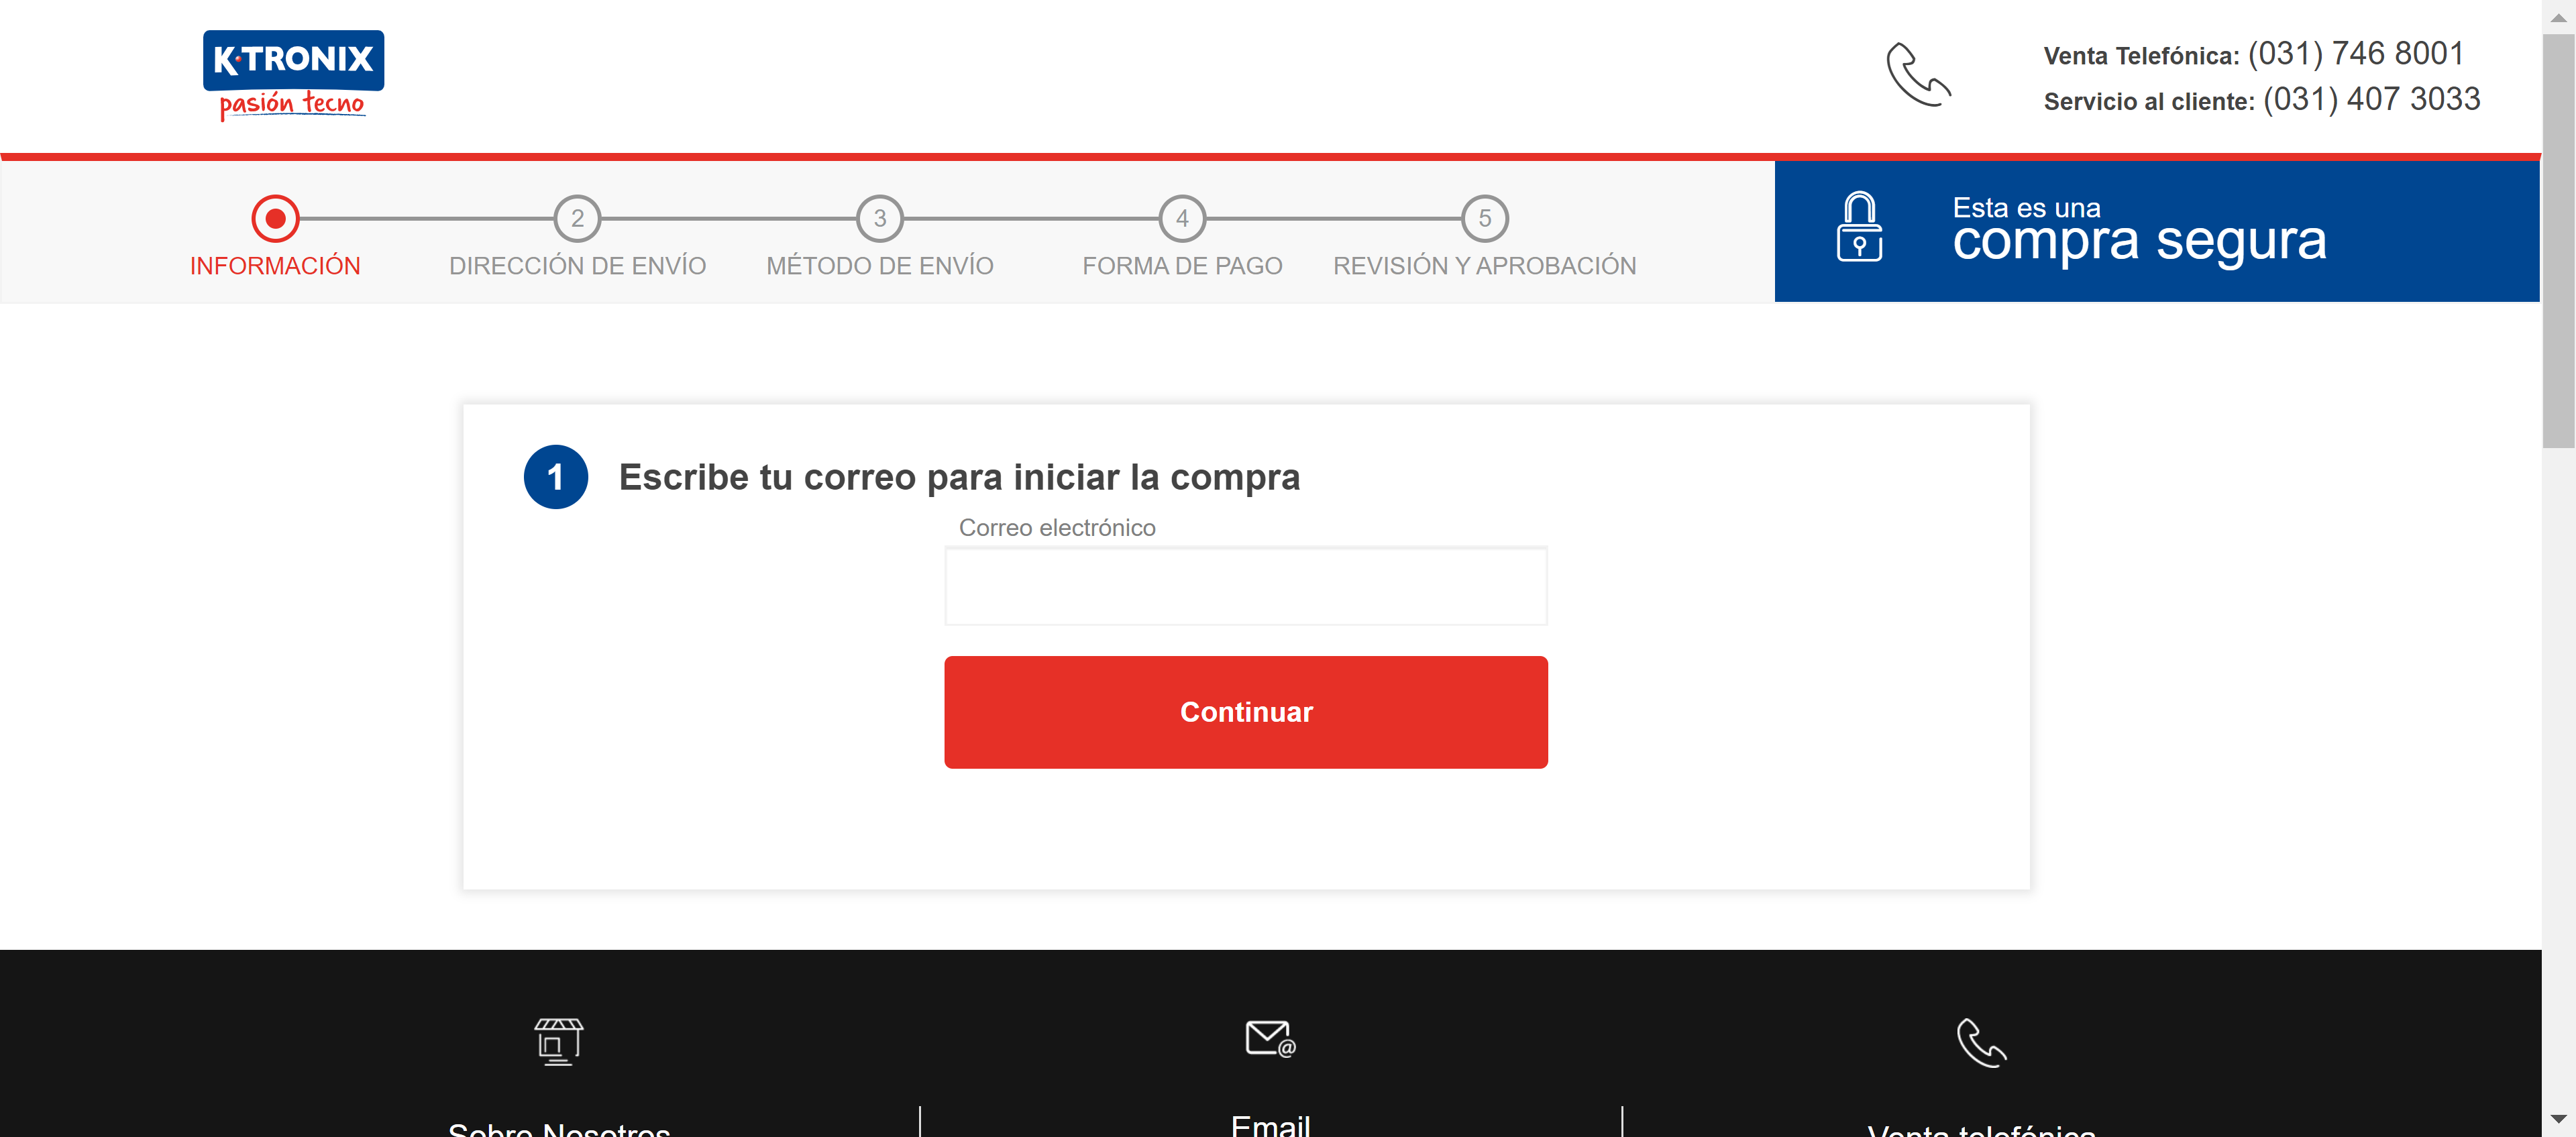 K·TRONIX
pasión tecno
Venta Telefónica: (031) 746 8001
Servicio al cliente: (031) 407 3033
2
3
4
5
INFORMACIÓN
DIRECCIÓN DE ENVÍO
MÉTODO DE ENVÍO
FORMA DE PAGO
REVISIÓN Y APROBACIÓN
Esta es una
compra segura
1 Escribe tu correo para iniciar la compra
Correo electrónico
Continuar
Sobre Nosotros
Email
Venta telefónica